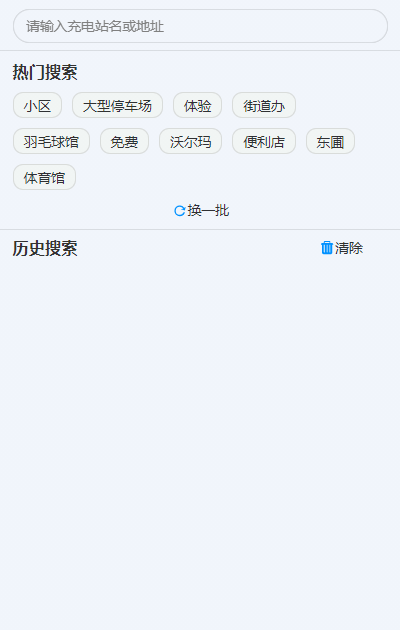 请输入充电站名或地址
热门搜索
小区 大型停车场 体验 街道办
羽毛球馆 免费 沃尔玛 便利店 东圃
体育馆
换一批
历史搜索 清除